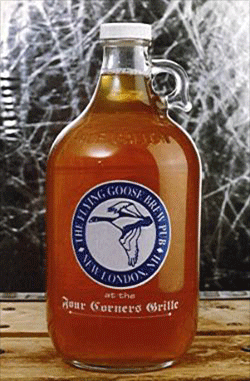 THE FLYING GOOSE BREW PUB
NEW LONDON, NH
at the
Four Corners Grille